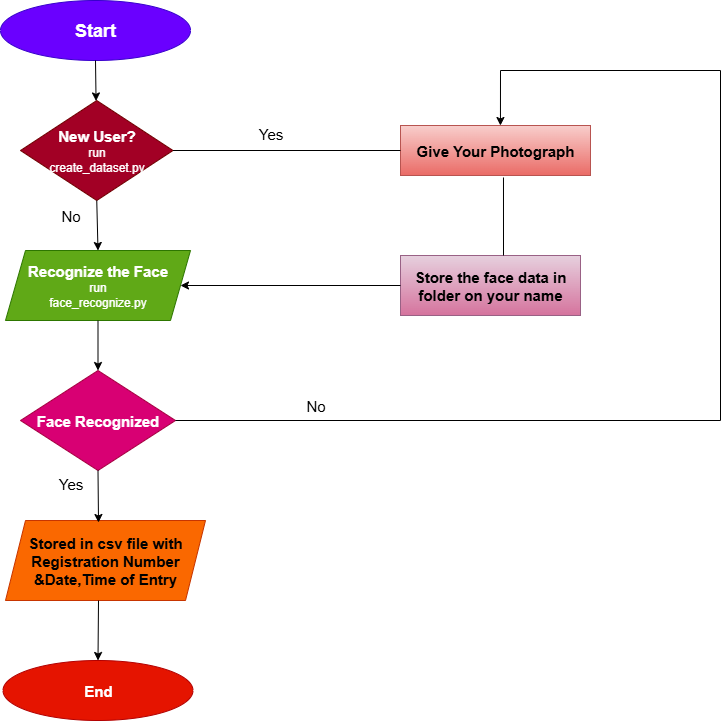 Start
New User?
run
create_dataset.py
Yes
Give Your Photograph
No
Recognize the Face
run
face_recognize.py
Store the face data in
folder on your name
Face Recognized
No
Yes
Stored in csv file with
Registration Number
&Date,Time of Entry
End